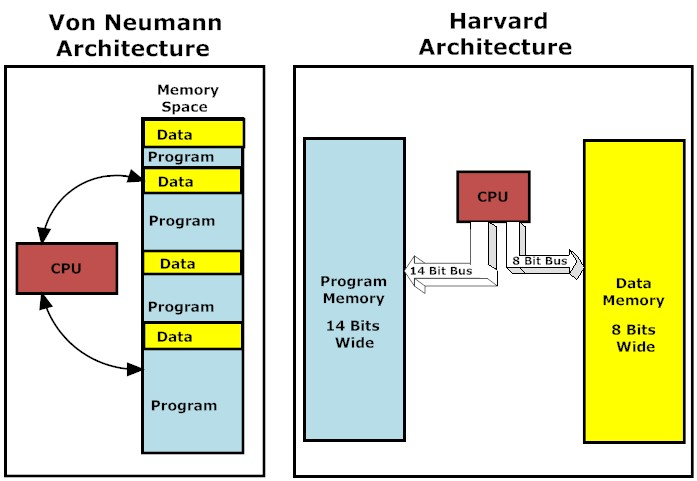 Von Neumann
Architecture
Memory
Space
Data
Program
Data
Program
CPU
Data
Program
Data
Program
Harvard
Architecture
CPU
14 Bit Bus
8 Bit Bus
Program
Memory
14 Bits
Wide
Data
Memory
8 Bits
Wide